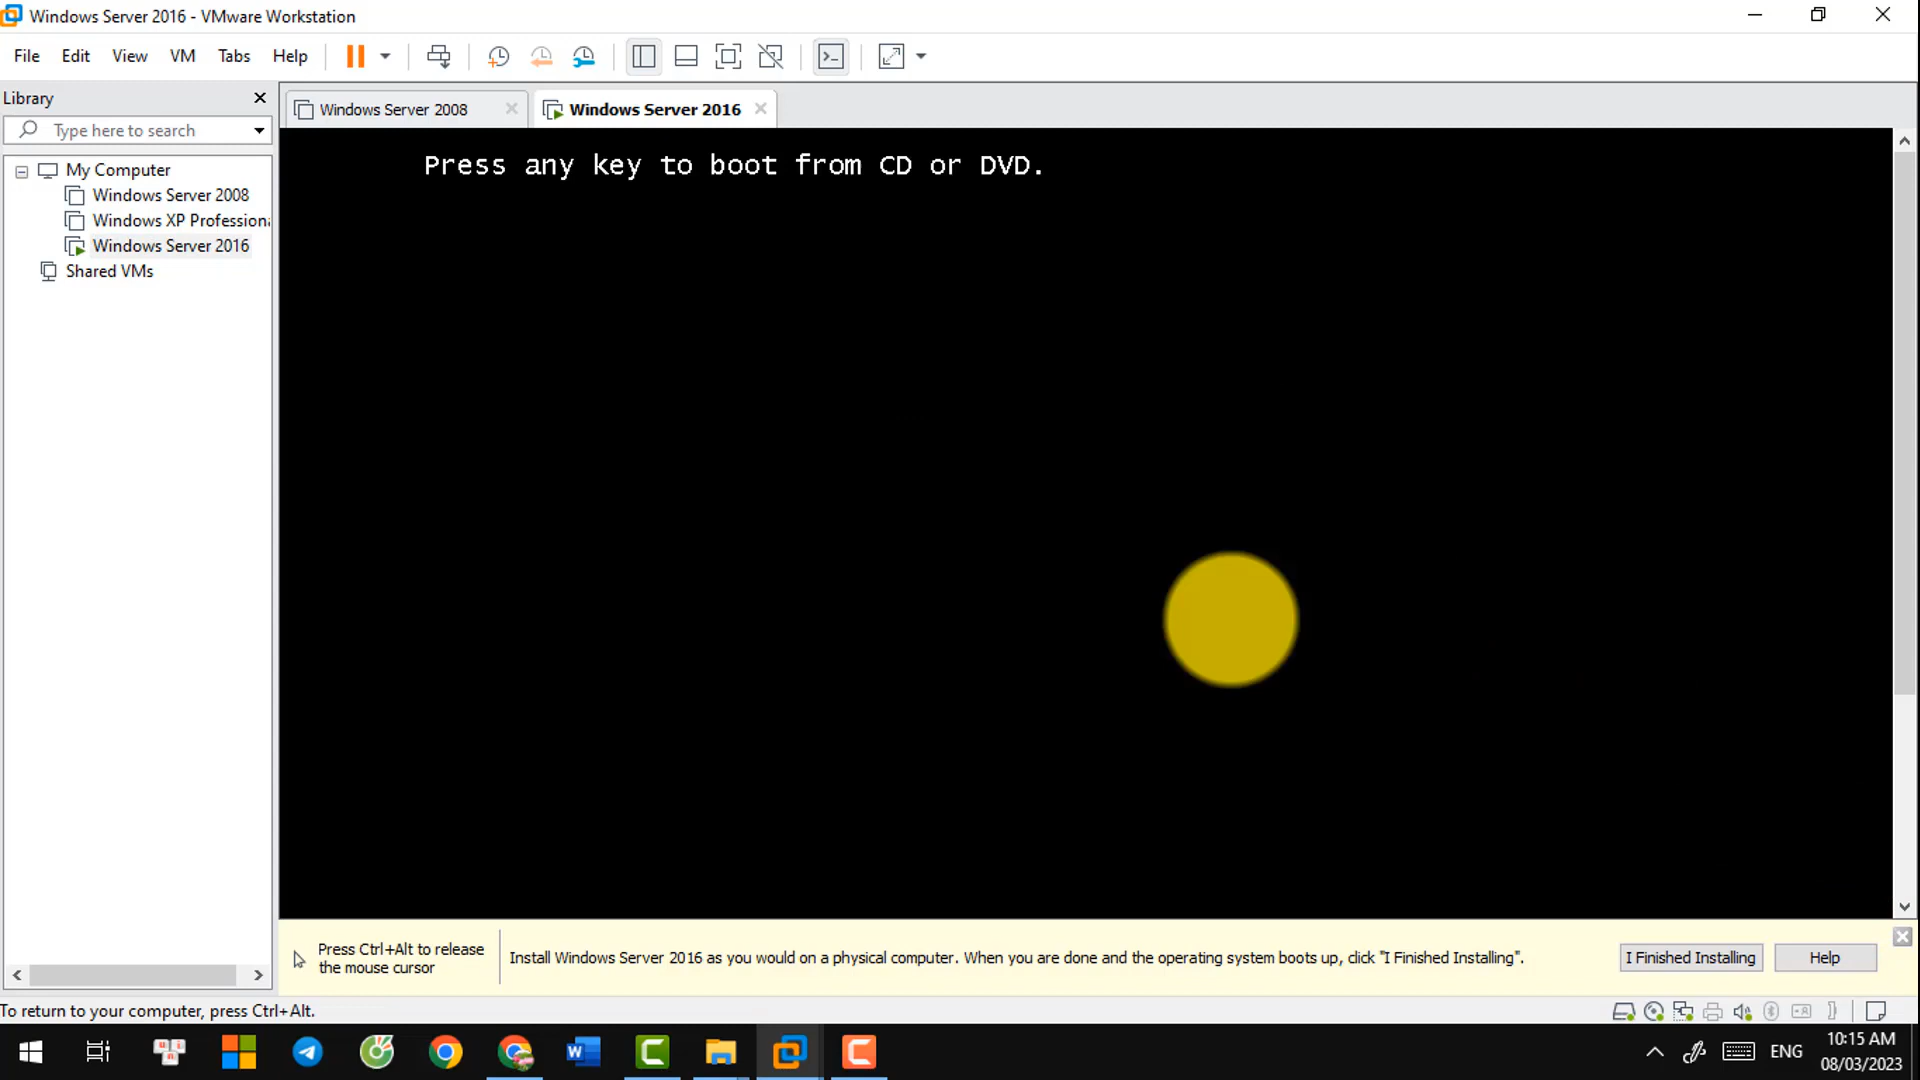 Windows Server 2016 - VMware Workstation
File Edit View VM Tabs Help
Library
Type here to search
My Computer
Windows Server 2008
Windows XP Profession
Windows Server 2016
Shared VMs
Windows Server 2008
Windows Server 2016
Press any key to boot from CD or DVD.
Press Ctrl+Alt to release
the mouse cursor
Install Windows Server 2016 as you would on a physical computer. When you are done and the operating system boots up, click "I Finished Installing".
I Finished Installing
Help
To return to your computer, press Ctrl+Alt.
ENG
10:15 AM
08/03/2023